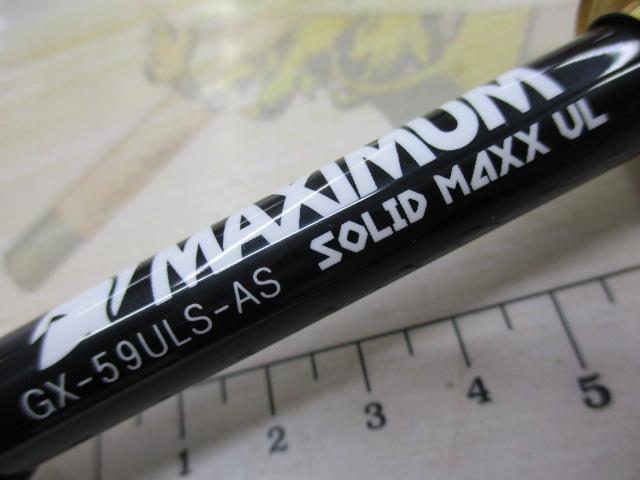 MAXIMUM
SOLID MAXX UL
GX-59ULS-AS
1 2 3 4 5